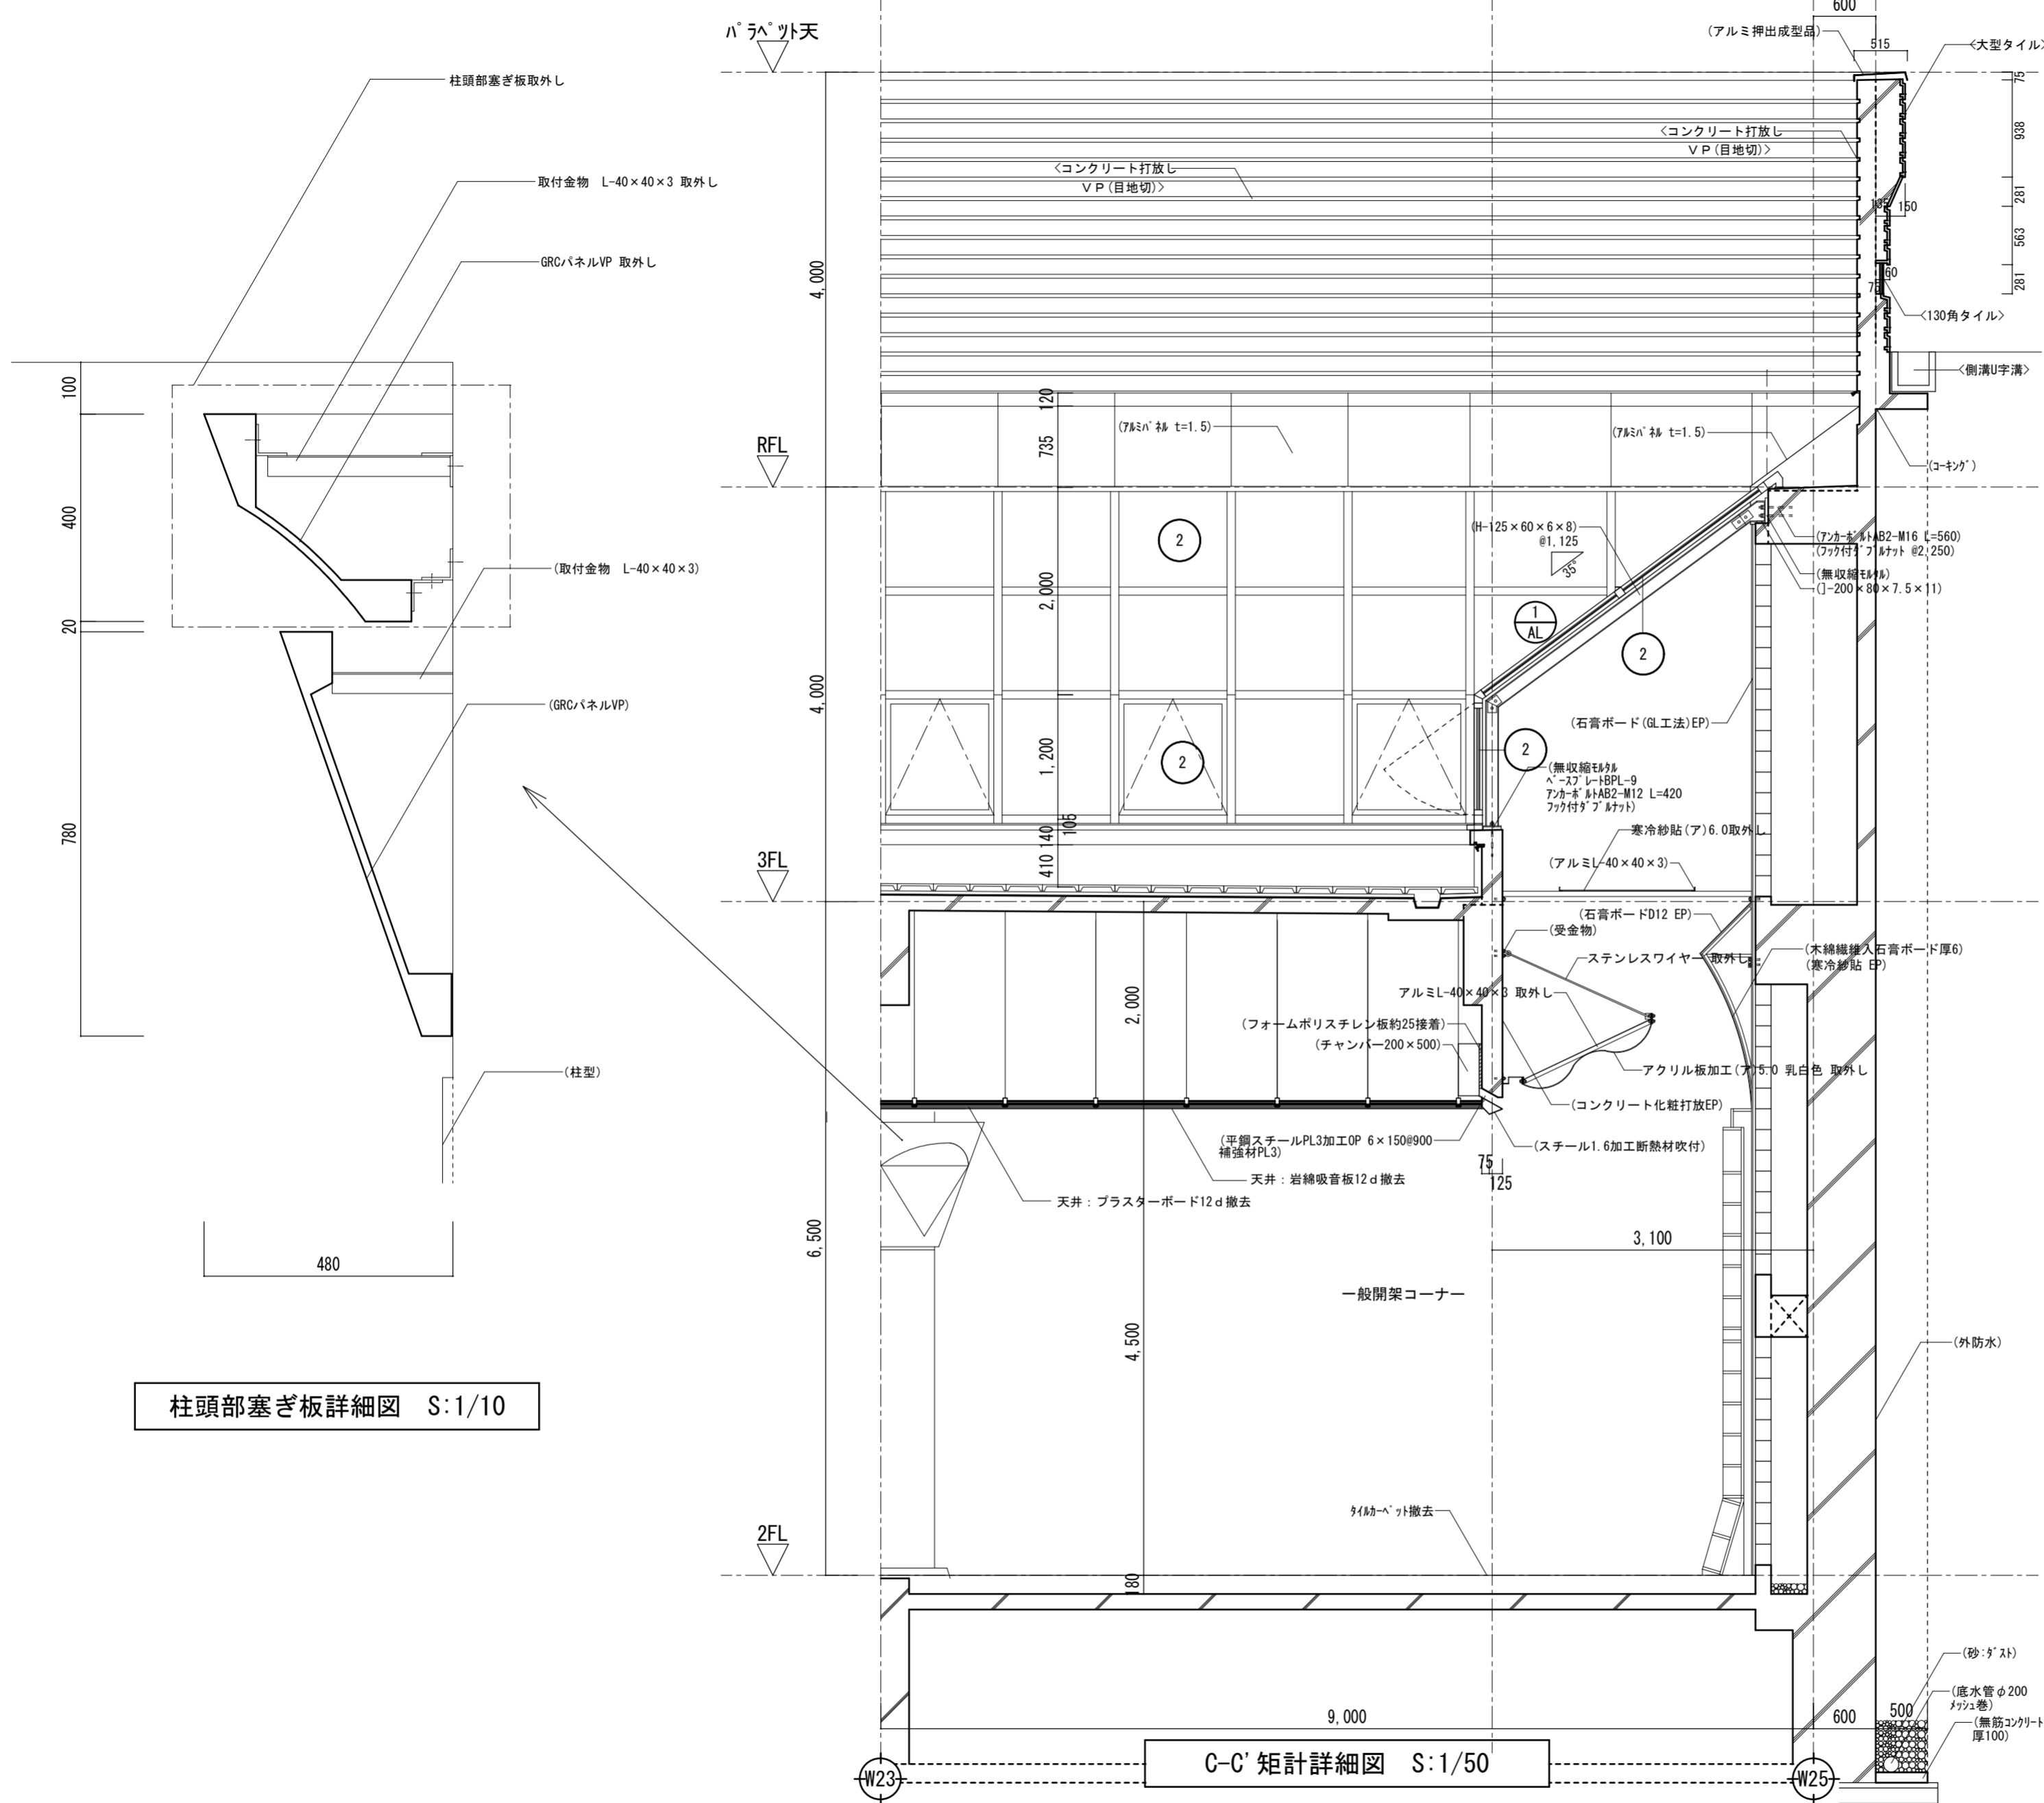 柱頭部塞ぎ板取外し
取付金物 L-40×40×3 取外し
GRCパネルVP 取外し
(取付金物 L-40×40×3)
(GRCパネルVP)
(柱型)
100
400
20
780
480
柱頭部塞ぎ板詳細図 S:1/10
パラペット天
RFL
3FL
2FL
4,000
4,000
6,500
600
(アルミ押出成型品)
515
<大型タイル>
<コンクリート打放し
VP(目地切)>
<コンクリート打放し
VP(目地切)>
75
938
281
563
281
135
150
60
75
<130角タイル>
<側溝U字溝>
(コーキング)
120
735
2,000
1,200
105
140
410
(アルミパネル t=1.5)
(アルミパネル t=1.5)
2
2
2
2
1
AL
(H-125×60×6×8)
@1,125
35°
(アンカーボルトAB2-M16 L=560)
(フック付ダブルナット @2,250)
(無収縮モルタル)
(]-200×80×7.5×11)
(石膏ボード(GL工法)EP)
(無収縮モルタル
ベースプレートBPL-9
アンカーボルトAB2-M12 L=420
フック付ダブルナット)
寒冷紗貼(ア)6.0取外し
(アルミL-40×40×3)
(石膏ボードD12 EP)
(受金物)
ステンレスワイヤー 取外し
(木綿繊維入石膏ボード厚6)
(寒冷紗貼 EP)
アルミL-40×40×3 取外し
(フォームポリスチレン板約25接着)
(チャンバー200×500)
アクリル板加工(ア)5.0 乳白色 取外し
(コンクリート化粧打放EP)
(平鋼スチールPL3加工OP 6×150@900
補強材PL3)
(スチール1.6加工断熱材吹付)
75
125
天井：岩綿吸音板12d撤去
天井：プラスターボード12d撤去
2,000
4,500
180
3,100
一般開架コーナー
(外防水)
タイルカーペット撤去
(砂:ダスト)
(底水管φ200
メッシュ巻)
(無筋コンクリート
厚100)
9,000
600
500
C-C'矩計詳細図 S:1/50
W23
W25